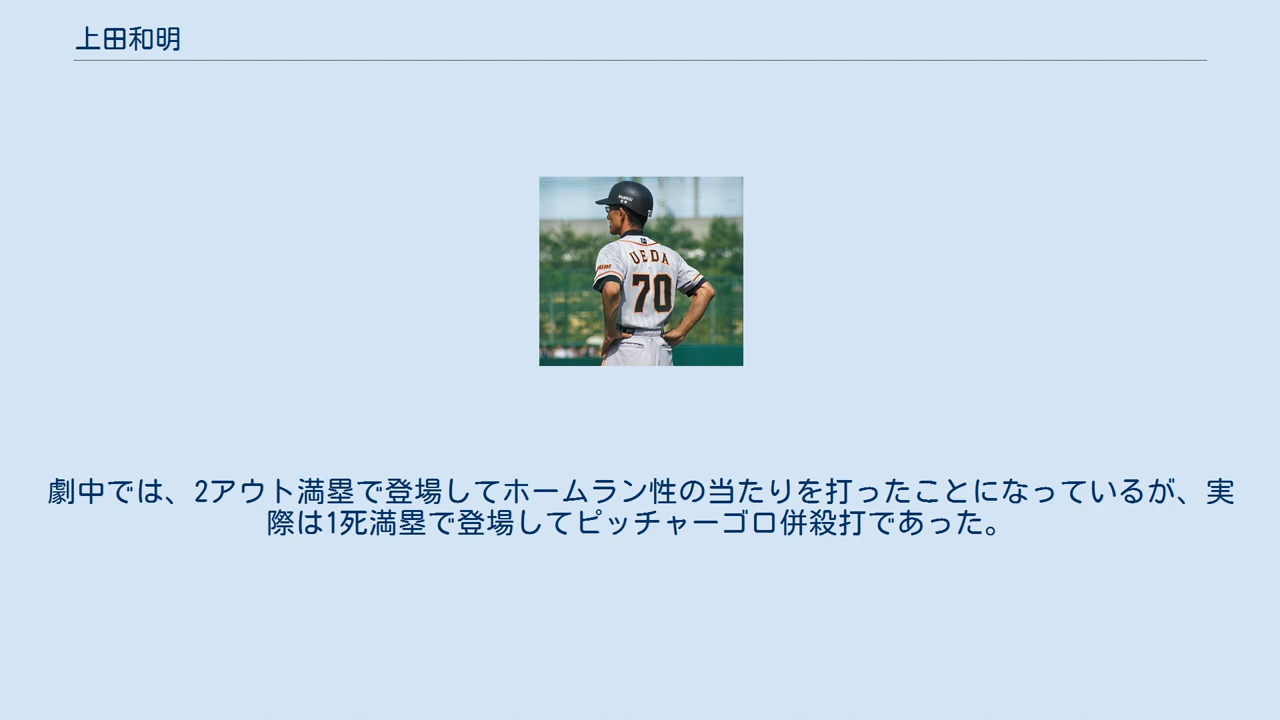 上田和明
UEDA
70
劇中では、2アウト満塁で登場してホームラン性の当たりを打ったことになっているが、実
際は1死満塁で登場してピッチャーゴロ併殺打であった。